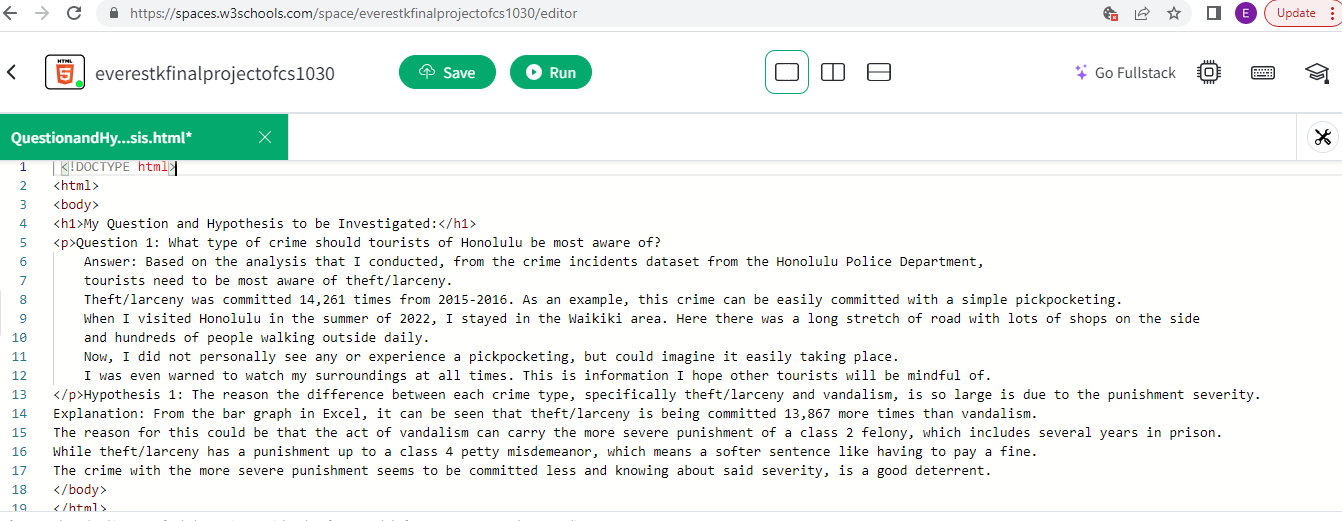 https://spaces.w3schools.com/space/everestkfinalprojectofcs1030/editor
E
Update
HTML
5
everestkfinalprojectofcs1030
Save
Run
Go Fullstack
QuestionandHy...sis.html*
1 <!DOCTYPE html>
2 <html>
3 <body>
4 <h1>My Question and Hypothesis to be Investigated:</h1>
5 <p>Question 1: What type of crime should tourists of Honolulu be most aware of?
6 Answer: Based on the analysis that I conducted, from the crime incidents dataset from the Honolulu Police Department,
7 tourists need to be most aware of theft/larceny.
8 Theft/larceny was committed 14,261 times from 2015-2016. As an example, this crime can be easily committed with a simple pickpocketing.
9 When I visited Honolulu in the summer of 2022, I stayed in the Waikiki area. Here there was a long stretch of road with lots of shops on the side
10 and hundreds of people walking outside daily.
11 Now, I did not personally see any or experience a pickpocketing, but could imagine it easily taking place.
12 I was even warned to watch my surroundings at all times. This is information I hope other tourists will be mindful of.
13 </p>Hypothesis 1: The reason the difference between each crime type, specifically theft/larceny and vandalism, is so large is due to the punishment severity.
14 Explanation: From the bar graph in Excel, it can be seen that theft/larceny is being committed 13,867 more times than vandalism.
15 The reason for this could be that the act of vandalism can carry the more severe punishment of a class 2 felony, which includes several years in prison.
16 While theft/larceny has a punishment up to a class 4 petty misdemeanor, which means a softer sentence like having to pay a fine.
17 The crime with the more severe punishment seems to be committed less and knowing about said severity, is a good deterrent.
18 </body>
19 </html>